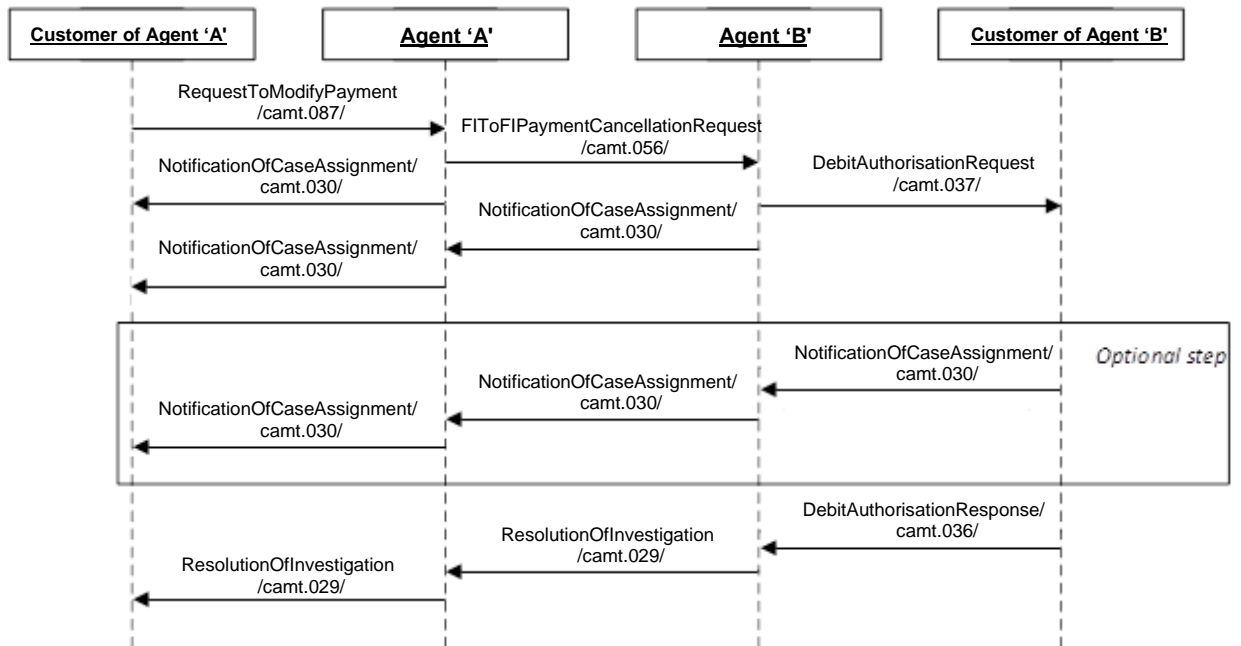 Customer of Agent ‘A’
Agent ‘A’
Agent ‘B’
Customer of Agent ‘B’
RequestToModifyPayment
/camt.087/
FIToFIPaymentCancellationRequest
/camt.056/
NotificationOfCaseAssignment/
camt.030/
DebitAuthorisationRequest
/camt.037/
NotificationOfCaseAssignment/
camt.030/
NotificationOfCaseAssignment/
camt.030/
Optional step
NotificationOfCaseAssignment/
camt.030/
NotificationOfCaseAssignment/
camt.030/
NotificationOfCaseAssignment/
camt.030/
DebitAuthorisationResponse/
camt.036/
ResolutionOfInvestigation
/camt.029/
ResolutionOfInvestigation
/camt.029/